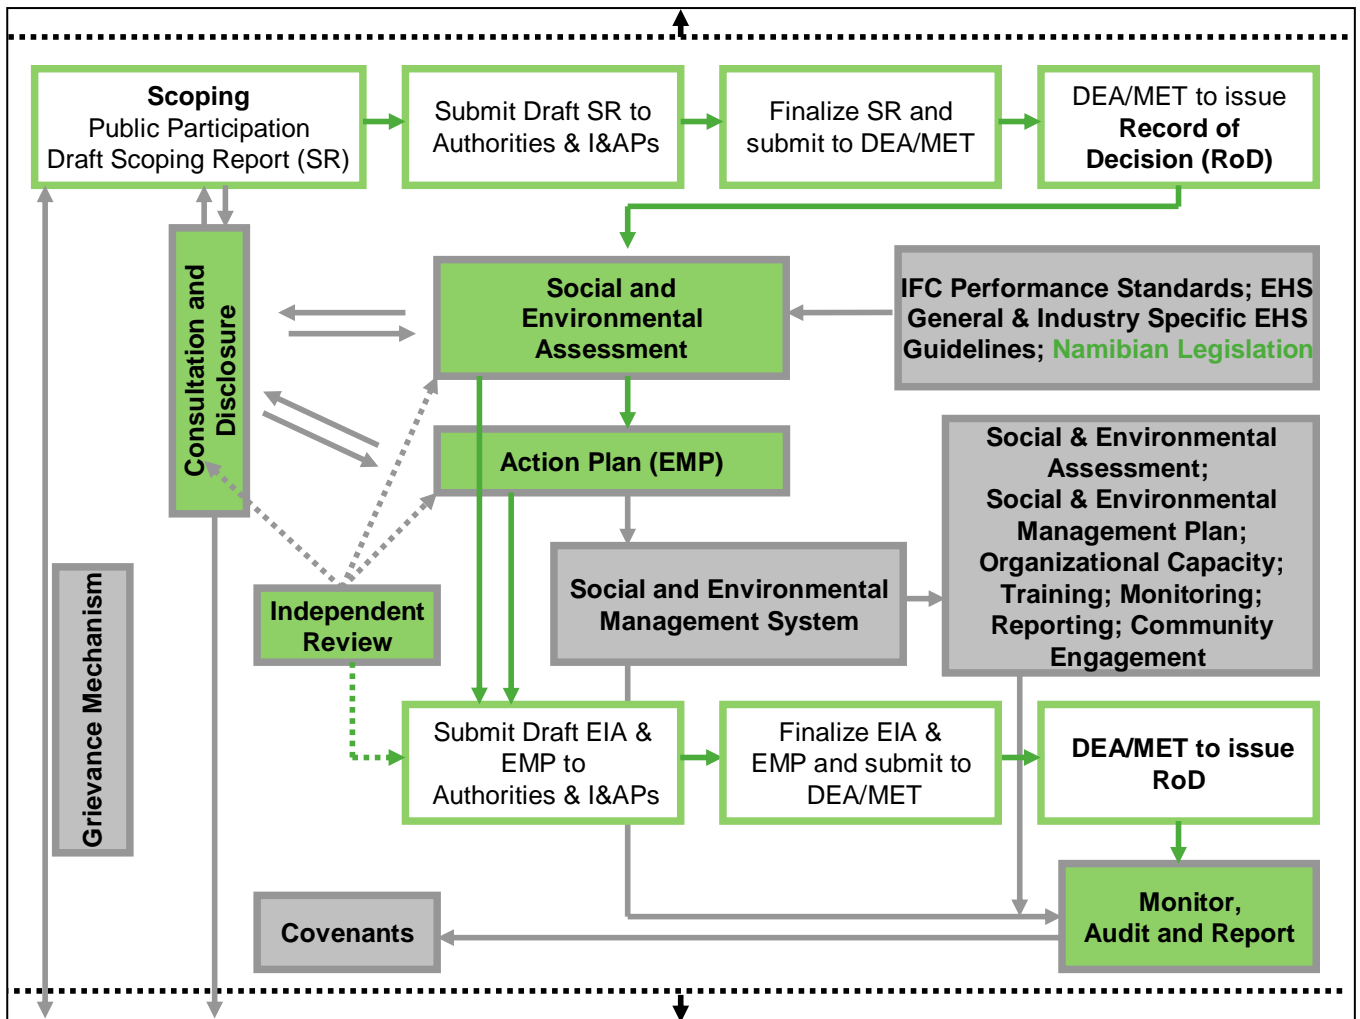 Scoping
Public Participation
Draft Scoping Report (SR)
Submit Draft SR to
Authorities & I&APs
Finalize SR and
submit to DEA/MET
DEA/MET to issue
Record of
Decision (RoD)
Consultation and
Disclosure
Social and
Environmental
Assessment
IFC Performance Standards; EHS
General & Industry Specific EHS
Guidelines; Namibian Legislation
Action Plan (EMP)
Social & Environmental
Assessment;
Social & Environmental
Management Plan;
Organizational Capacity;
Training; Monitoring;
Reporting; Community
Engagement
Social and Environmental
Management System
Independent
Review
Grievance Mechanism
Submit Draft EIA &
EMP to
Authorities & I&APs
Finalize EIA &
EMP and submit to
DEA/MET
DEA/MET to issue
RoD
Covenants
Monitor,
Audit and Report